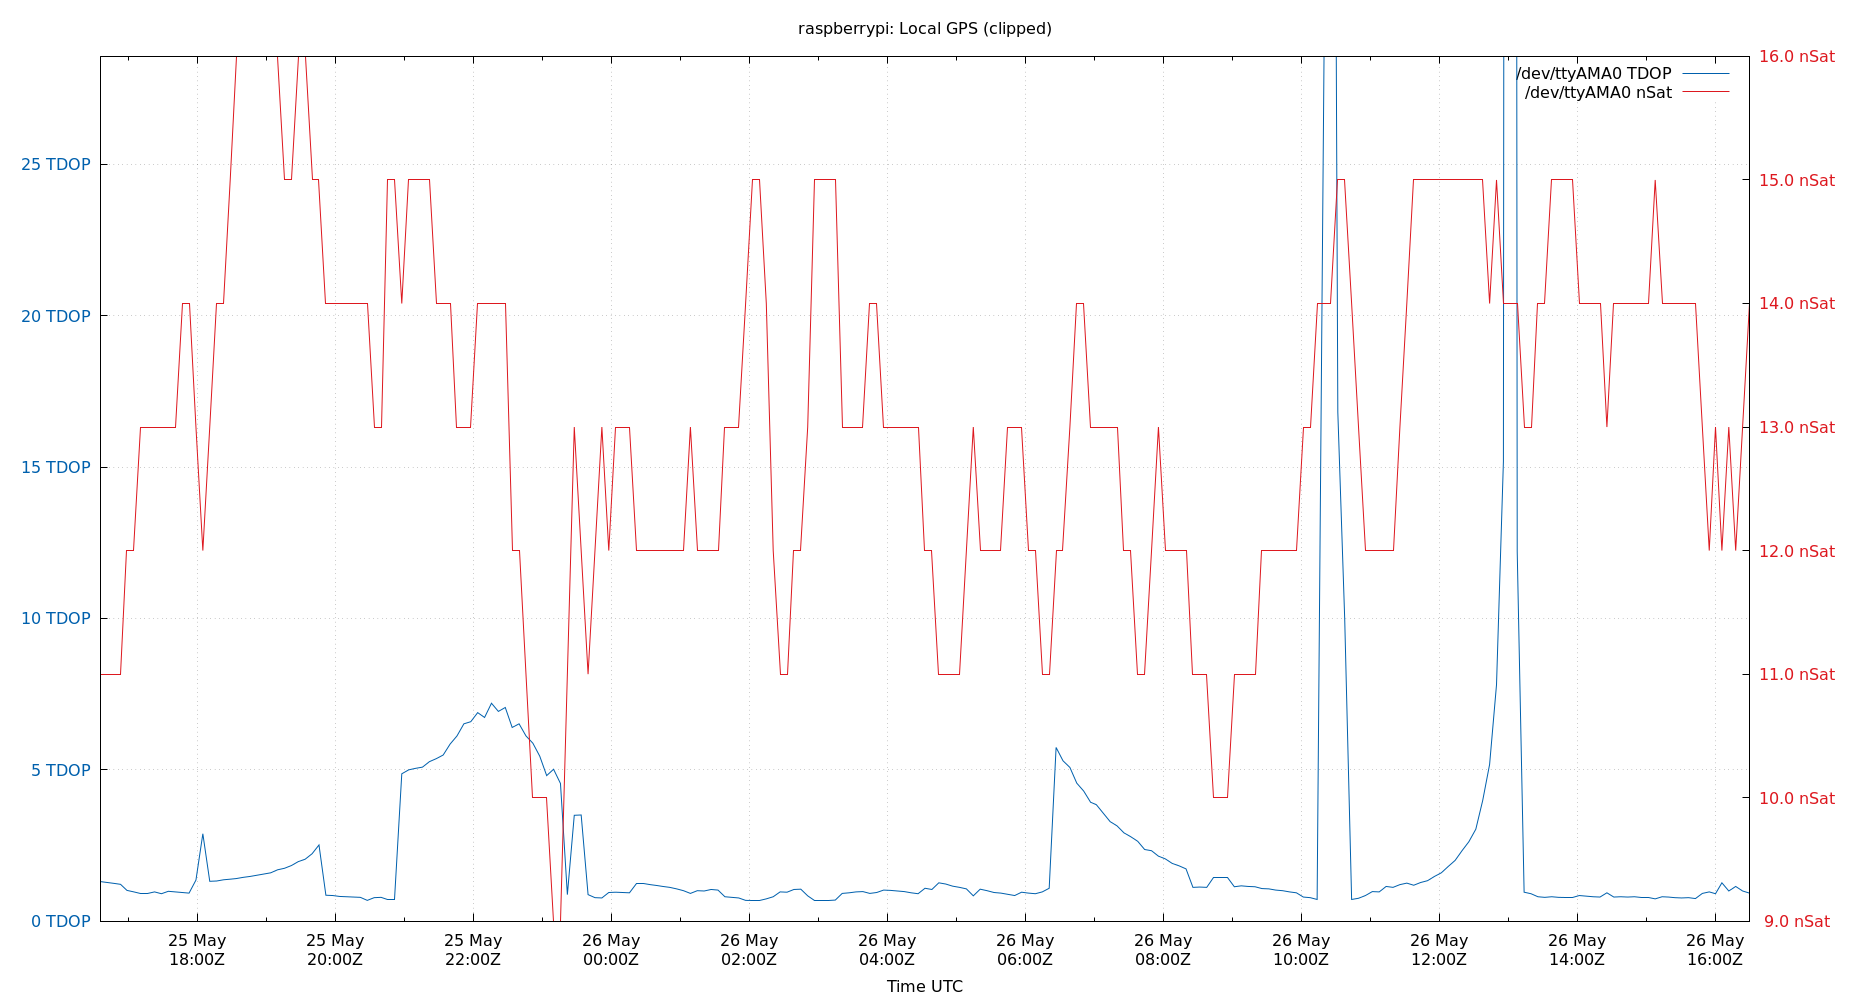 raspberrypi: Local GPS (clipped)
/dev/ttyAMA0 TDOP
/dev/ttyAMA0 nSat
25 TDOP
20 TDOP
15 TDOP
10 TDOP
5 TDOP
0 TDOP
16.0 nSat
15.0 nSat
14.0 nSat
13.0 nSat
12.0 nSat
11.0 nSat
10.0 nSat
9.0 nSat
25 May
18:00Z
25 May
20:00Z
25 May
22:00Z
26 May
00:00Z
26 May
02:00Z
26 May
04:00Z
26 May
06:00Z
26 May
08:00Z
26 May
10:00Z
26 May
12:00Z
26 May
14:00Z
26 May
16:00Z
Time UTC